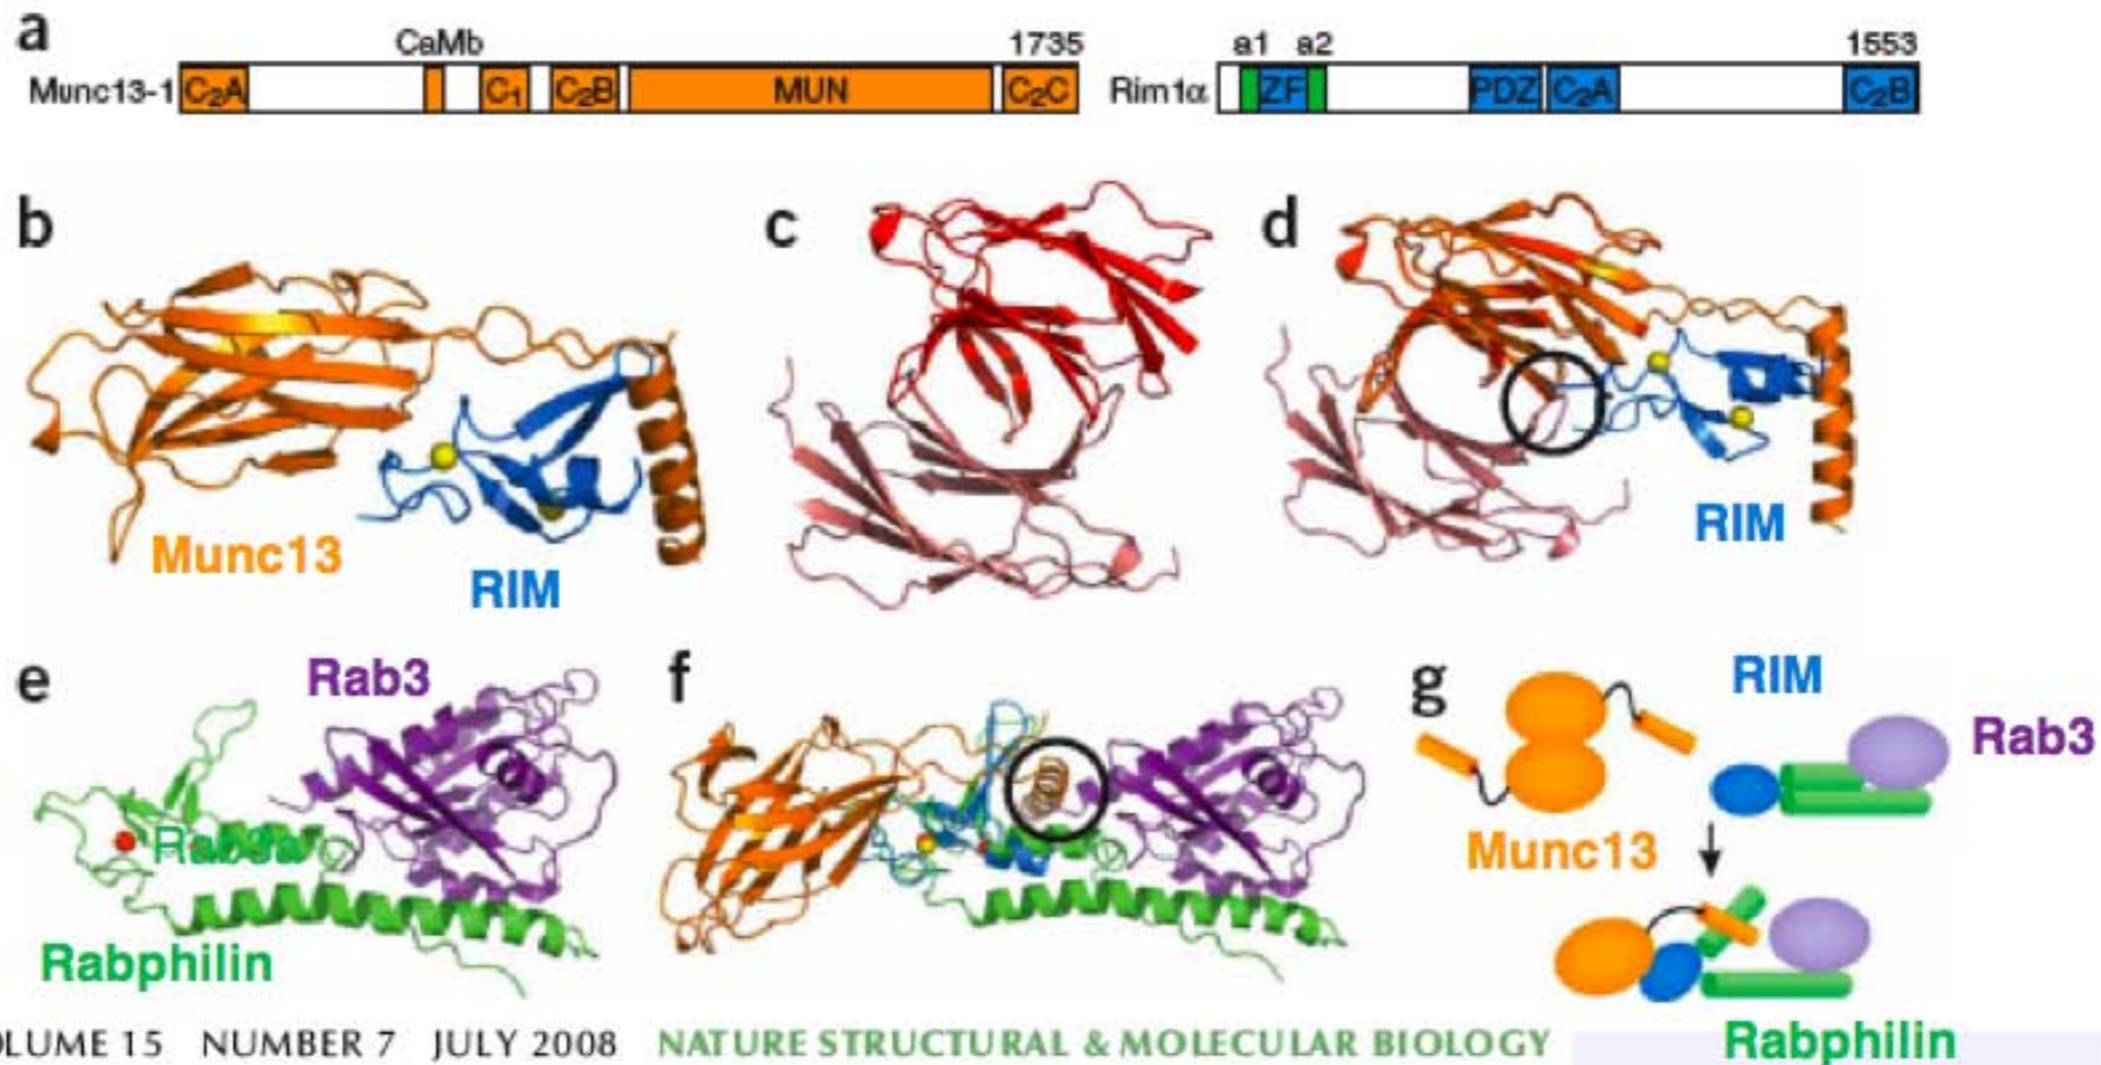 a
CaMb 1735
Munc13-1 C2A C1 C2B MUN C2C
a1 a2 1553
Rim1α ZF PDZ C2A C2B
b
Munc13
RIM
c
d
RIM
e
Rab3
Rabphilin
f
g
RIM
Rab3
Munc13
Rabphilin
VOLUME 15 NUMBER 7 JULY 2008 NATURE STRUCTURAL & MOLECULAR BIOLOGY